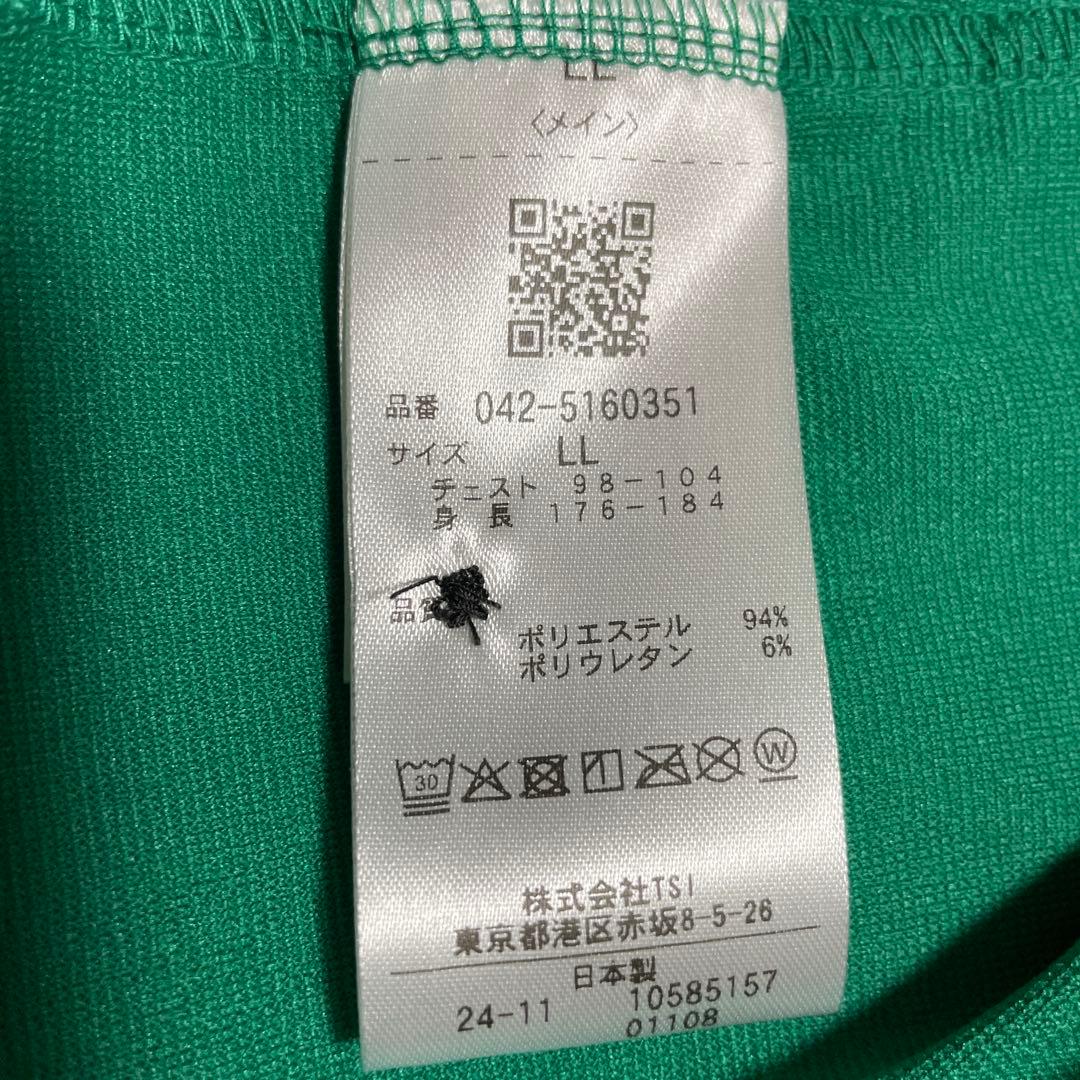 LL
〈メイン〉
品番 042-5160351
サイズ LL
チェスト 98-104
身長 176-184
品質
ポリエステル 94%
ポリウレタン 6%
30
W
株式会社TSI
東京都港区赤坂8-5-26
日本製
24-11 10585157
01108